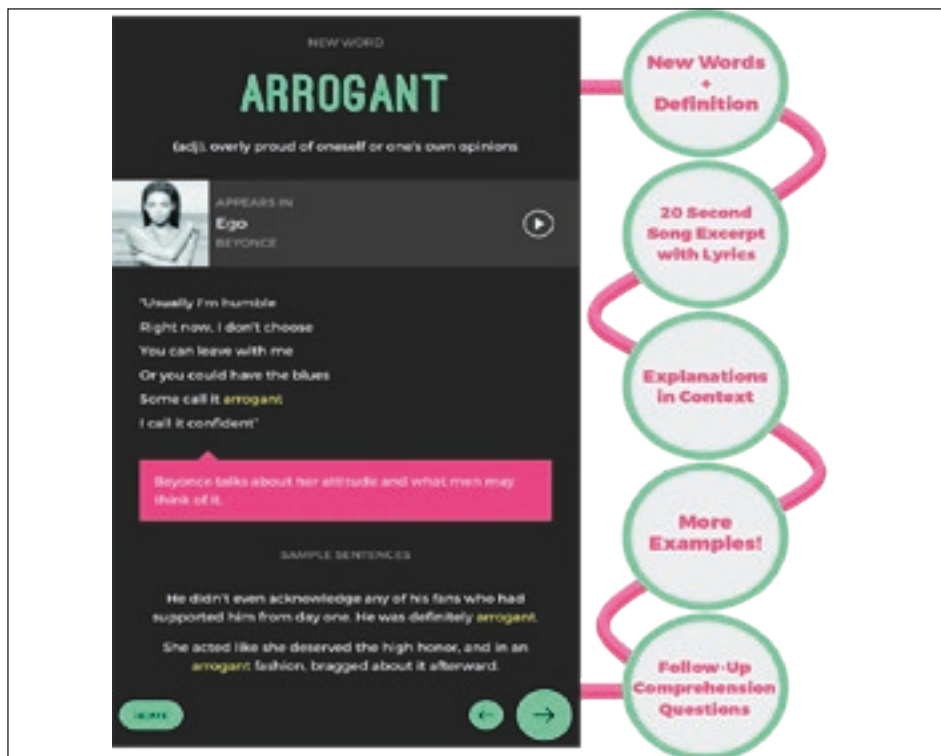 NEW WORD
ARROGANT
(adj). overly proud of oneself or one's own opinions
APPEARS IN
Ego
BEYONCE
"Usually I'm humble
Right now, I don't choose
You can leave with me
Or you could have the blues
Some call it arrogant
I call it confident"
Beyonce talks about her attitude and what men may
think of it.
SAMPLE SENTENCES
He didn't even acknowledge any of his fans who had
supported him from day one. He was definitely arrogant.
She acted like she deserved the high honor, and in an
arrogant fashion, bragged about it afterward.
New Words
+
Definition
20 Second
Song Excerpt
with Lyrics
Explanations
in Context
More
Examples!
Follow-Up
Comprehension
Questions